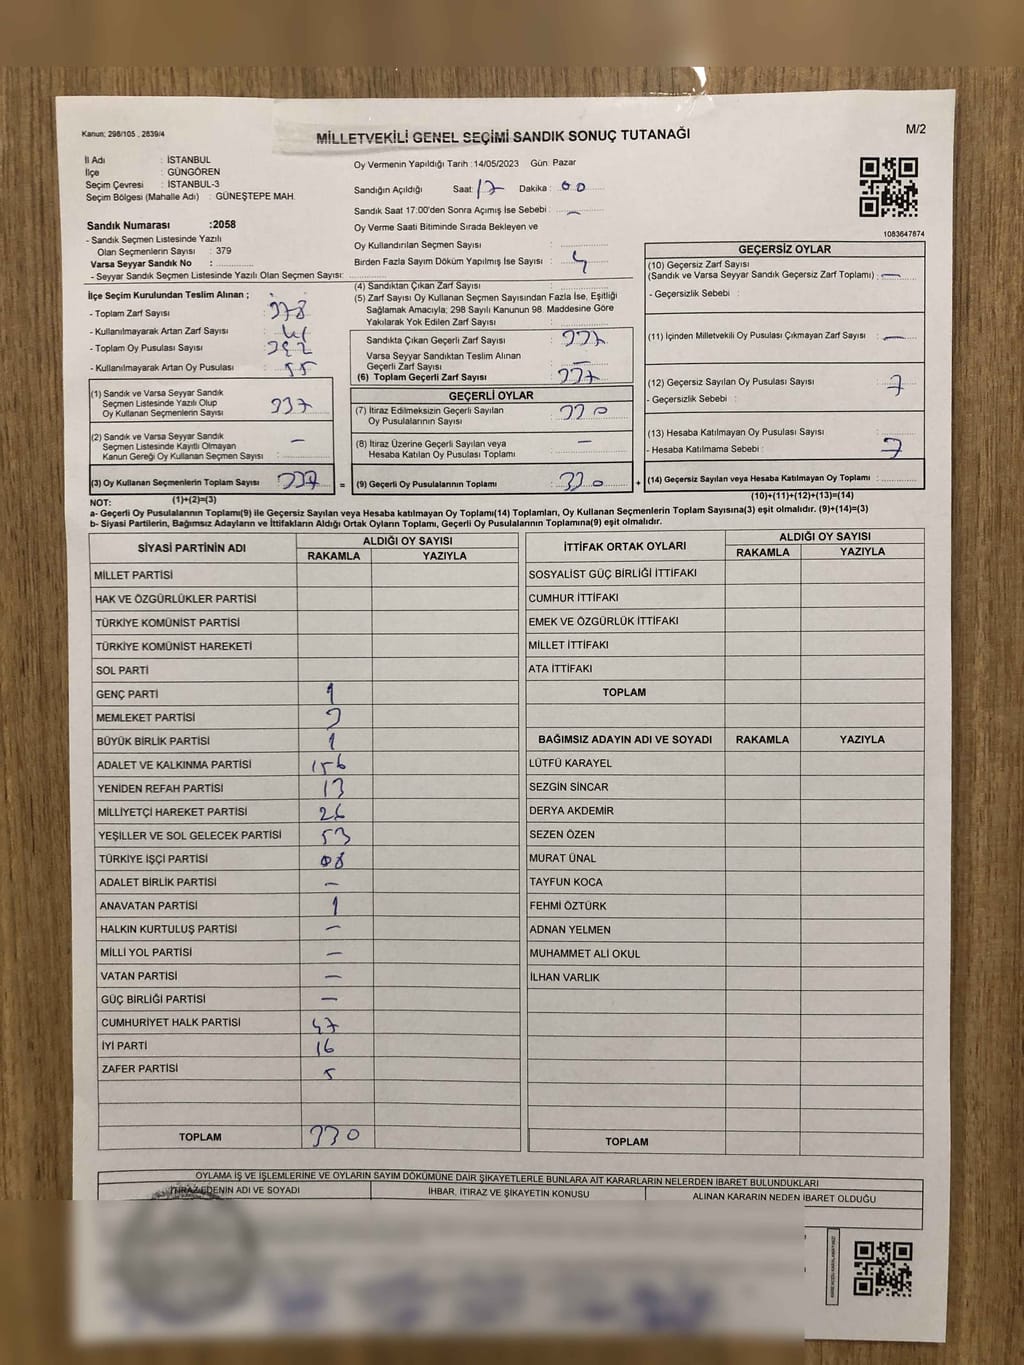 Kanun; 298/105 , 2839/4
MİLLETVEKİLİ GENEL SEÇİMİ SANDIK SONUÇ TUTANAĞI
M/2
İl Adı : İSTANBUL
İlçe : GÜNGÖREN
Seçim Çevresi : İSTANBUL-3
Seçim Bölgesi (Mahalle Adı) : GÜNEŞTEPE MAH.
Sandık Numarası :2058
- Sandık Seçmen Listesinde Yazılı
Olan Seçmenlerin Sayısı : 379
Varsa Seyyar Sandık No :
- Seyyar Sandık Seçmen Listesinde Yazılı Olan Seçmen Sayısı:
Oy Vermenin Yapıldığı Tarih :14/05/2023 Gün: Pazar
Sandığın Açıldığı Saat: 17 Dakika : 00
Sandık Saat 17:00'den Sonra Açımış İse Sebebi : —
Oy Verme Saati Bitiminde Sırada Bekleyen ve
Oy Kullandırılan Seçmen Sayısı :
Birden Fazla Sayım Döküm Yapılmış İse Sayısı :
1083647874
İlçe Seçim Kurulundan Teslim Alınan ;
- Toplam Zarf Sayısı : 378
- Kullanılmayarak Artan Zarf Sayısı : 41
- Toplam Oy Pusulası Sayısı : 392
- Kullanılmayarak Artan Oy Pusulası : 55
(1) Sandık ve Varsa Seyyar Sandık
Seçmen Listesinde Yazılı Olup
Oy Kullanan Seçmenlerin Sayısı : 337
(2) Sandık ve Varsa Seyyar Sandık
Seçmen Listesinde Kayıtlı Olmayan
Kanun Gereği Oy Kullanan Seçmen Sayısı : —
(3) Oy Kullanan Seçmenlerin Toplam Sayısı : 337 =
(4) Sandıktan Çıkan Zarf Sayısı :
(5) Zarf Sayısı Oy Kullanan Seçmen Sayısından Fazla İse, Eşitliği
Sağlamak Amacıyla; 298 Sayılı Kanunun 98. Maddesine Göre
Yakılarak Yok Edilen Zarf Sayısı :
Sandıkta Çıkan Geçerli Zarf Sayısı : 337
Varsa Seyyar Sandıktan Teslim Alınan
Geçerli Zarf Sayısı : —
(6) Toplam Geçerli Zarf Sayısı : 337
GEÇERLİ OYLAR
(7) İtiraz Edilmeksizin Geçerli Sayılan
Oy Pusulalarının Sayısı : 330
(8) İtiraz Üzerine Geçerli Sayılan veya
Hesaba Katılan Oy Pusulası Toplamı : —
(9) Geçerli Oy Pusulalarının Toplamı : 330 +
GEÇERSİZ OYLAR
(10) Geçersiz Zarf Sayısı
(Sandık ve Varsa Seyyar Sandık Geçersiz Zarf Toplamı) : —
- Geçersizlik Sebebi :
(11) İçinden Milletvekili Oy Pusulası Çıkmayan Zarf Sayısı : —
(12) Geçersiz Sayılan Oy Pusulası Sayısı : 7
- Geçersizlik Sebebi :
(13) Hesaba Katılmayan Oy Pusulası Sayısı :
- Hesaba Katılmama Sebebi : 7
(14) Geçersiz Sayılan veya Hesaba Katılmayan Oy Toplamı :
NOT: (1)+(2)=(3)
(10)+(11)+(12)+(13)=(14)
a- Geçerli Oy Pusulalarının Toplamı(9) ile Geçersiz Sayılan veya Hesaba katılmayan Oy Toplamı(14) Toplamları, Oy Kullanan Seçmenlerin Toplam Sayısına(3) eşit olmalıdır. (9)+(14)=(3)
b- Siyasi Partilerin, Bağımsız Adayların ve İttifakların Aldığı Ortak Oyların Toplamı, Geçerli Oy Pusulalarının Toplamına(9) eşit olmalıdır.
SİYASİ PARTİNİN ADI ALDIĞI OY SAYISI
RAKAMLA YAZIYLA
MİLLET PARTİSİ
HAK VE ÖZGÜRLÜKLER PARTİSİ
TÜRKİYE KOMÜNİST PARTİSİ
TÜRKİYE KOMÜNİST HAREKETİ
SOL PARTİ
GENÇ PARTİ 1
MEMLEKET PARTİSİ 3
BÜYÜK BİRLİK PARTİSİ 1
ADALET VE KALKINMA PARTİSİ 156
YENİDEN REFAH PARTİSİ 13
MİLLİYETÇİ HAREKET PARTİSİ 26
YEŞİLLER VE SOL GELECEK PARTİSİ 53
TÜRKİYE İŞÇİ PARTİSİ 08
ADALET BİRLİK PARTİSİ —
ANAVATAN PARTİSİ 1
HALKIN KURTULUŞ PARTİSİ —
MİLLİ YOL PARTİSİ —
VATAN PARTİSİ —
GÜÇ BİRLİĞİ PARTİSİ —
CUMHURİYET HALK PARTİSİ 47
İYİ PARTİ 16
ZAFER PARTİSİ 5
TOPLAM 330
İTTİFAK ORTAK OYLARI ALDIĞI OY SAYISI
RAKAMLA YAZIYLA
SOSYALİST GÜÇ BİRLİĞİ İTTİFAKI
CUMHUR İTTİFAKI
EMEK VE ÖZGÜRLÜK İTTİFAKI
MİLLET İTTİFAKI
ATA İTTİFAKI
TOPLAM
BAĞIMSIZ ADAYIN ADI VE SOYADI RAKAMLA YAZIYLA
LÜTFÜ KARAYEL
SEZGİN SİNCAR
DERYA AKDEMİR
SEZEN ÖZEN
MURAT ÜNAL
TAYFUN KOCA
FEHMİ ÖZTÜRK
ADNAN YELMEN
MUHAMMET ALİ OKUL
İLHAN VARLIK
TOPLAM
OYLAMA İŞ VE İŞLEMLERİNE VE OYLARIN SAYIM DÖKÜMÜNE DAİR ŞİKAYETLERLE BUNLARA AİT KARARLARIN NELERDEN İBARET BULUNDUKLARI
İTİRAZ EDENİN ADI VE SOYADI İHBAR, İTİRAZ VE ŞİKAYETİN KONUSU ALINAN KARARIN NEDEN İBARET OLDUĞU